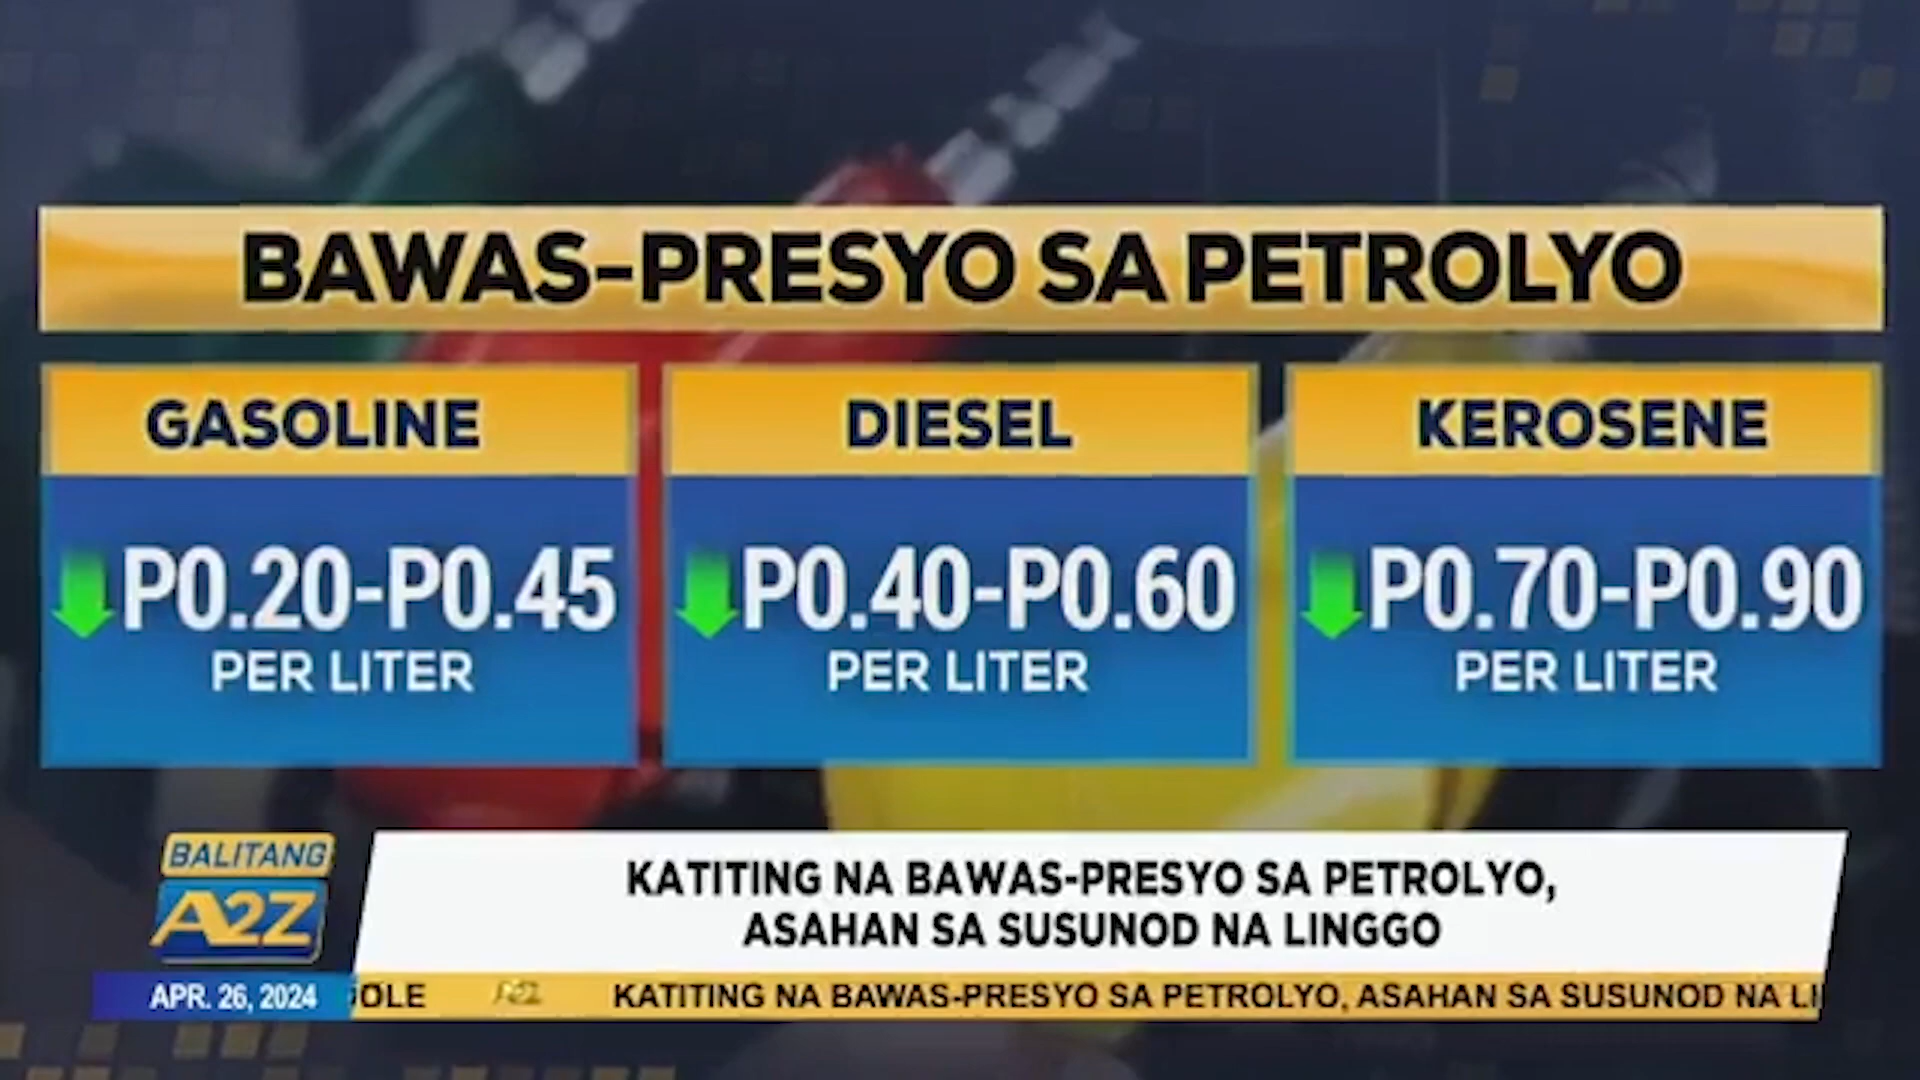 BAWAS-PRESYO SA PETROLYO
GASOLINE
P0.20-P0.45
PER LITER
DIESEL
P0.40-P0.60
PER LITER
KEROSENE
P0.70-P0.90
PER LITER
BALITANG
A2Z
KATITING NA BAWAS-PRESYO SA PETROLYO,
ASAHAN SA SUSUNOD NA LINGGO
APR. 26, 2024
A2Z KATITING NA BAWAS-PRESYO SA PETROLYO, ASAHAN SA SUSUNOD NA